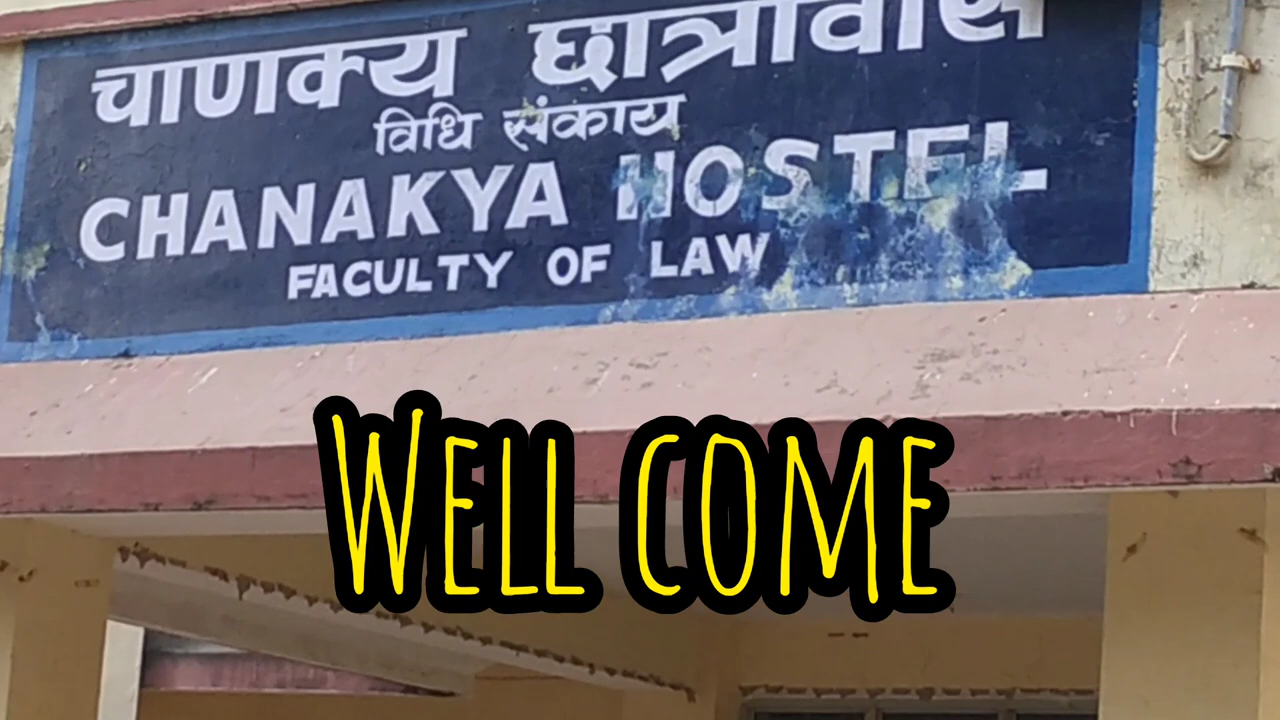 चाणक्य छात्रावास
विधि संकाय
CHANAKYA HOSTEL
FACULTY OF LAW
WELL COME